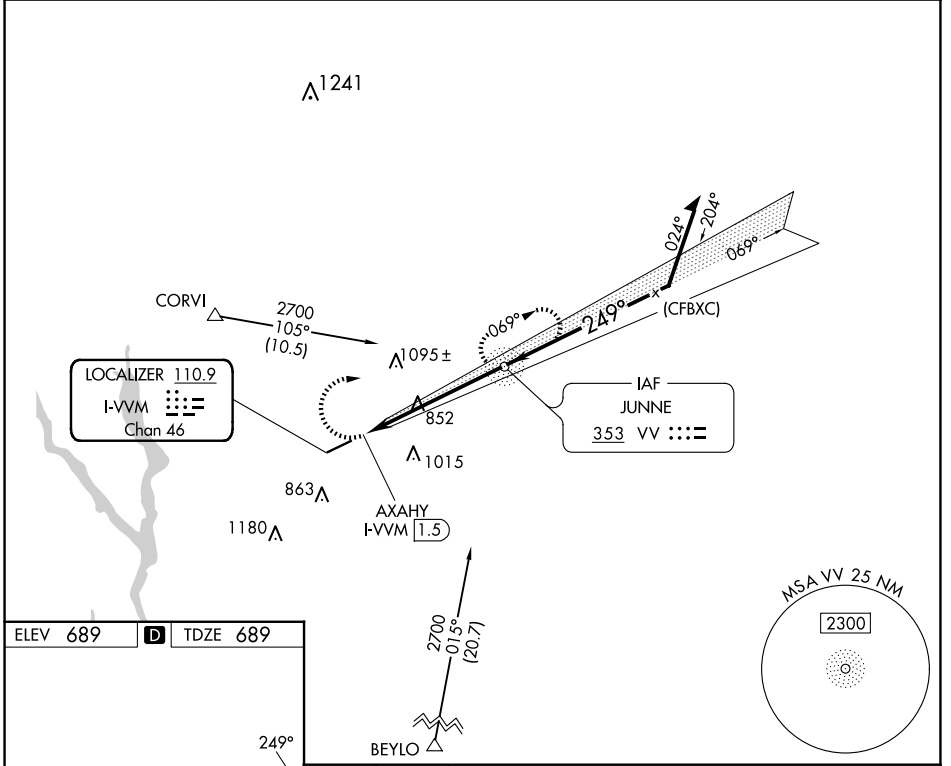 1241
024°
204°
069°
(CFBXC)
249°
069°
CORVI
2700
105°
(10.5)
1095 ±
LOCALIZER 110.9
I-VVM
Chan 46
852
1015
IAF
JUNNE
353 VV
863
1180
AXAHY
I-VVM 1.5
2700
015°
(20.7)
BEYLO
MSA VV 25 NM
2300
ELEV 689 D TDZE 689
249°